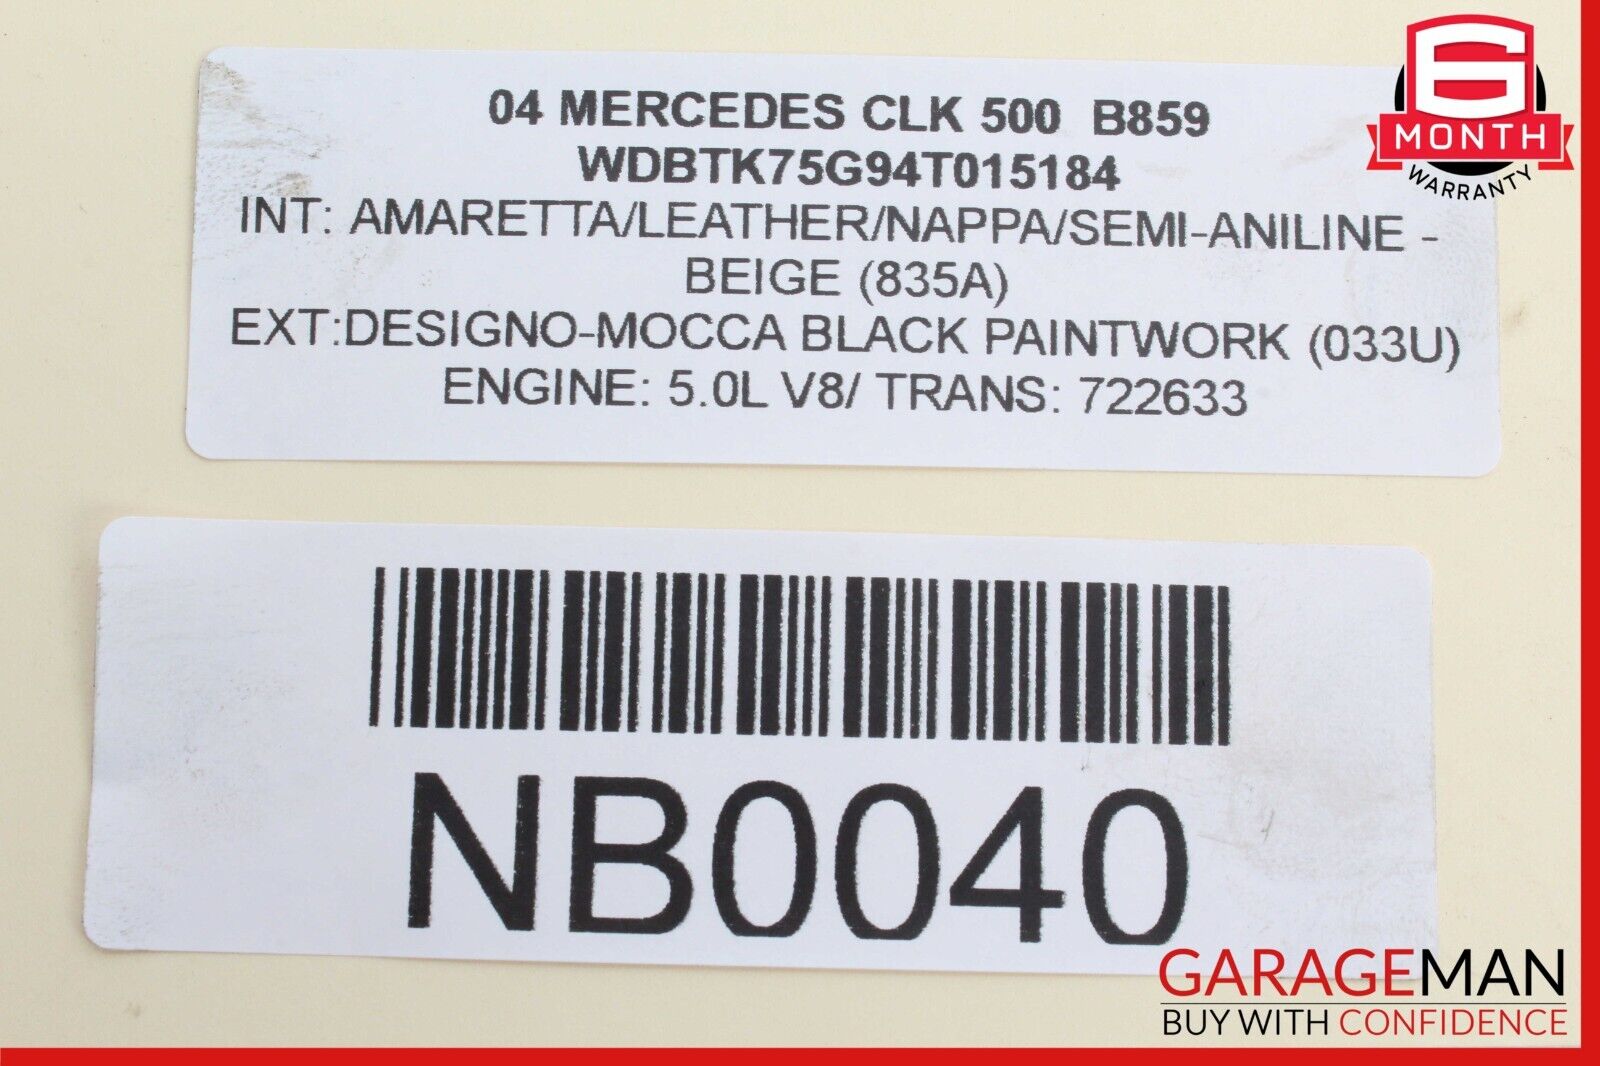 04 MERCEDES CLK 500 B859
WDBTK75G94T015184
INT: AMARETTA/LEATHER/NAPPA/SEMI-ANILINE -
BEIGE (835A)
EXT:DESIGNO-MOCCA BLACK PAINTWORK (033U)
ENGINE: 5.0L V8/ TRANS: 722633
6
MONTH
WARRANTY
NB0040
GARAGEMAN
BUY WITH CONFIDENCE